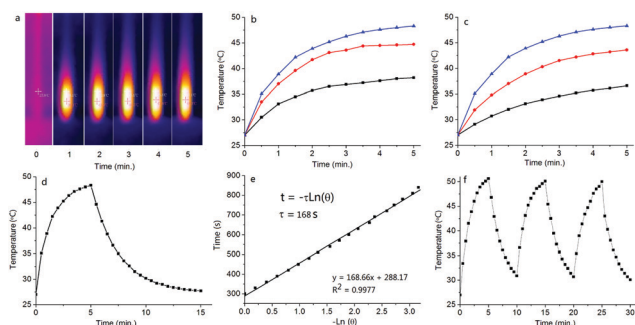 a
0 1 2 3 4 5
Time (min.)
b
Temperature (°C)
50
45
40
35
30
25
0 1 2 3 4 5
Time (min.)
c
Temperature (°C)
50
45
40
35
30
25
0 1 2 3 4 5
Time (min.)
d
Temperature (°C)
50
45
40
35
30
25
0 5 10 15
Time (min.)
e
Time (s)
900
800
700
600
500
400
300
t = -τLn(θ)
τ = 168 s
y = 168.66x + 288.17
R² = 0.9977
0.0 0.5 1.0 1.5 2.0 2.5 3.0
-Ln (θ)
f
Temperature (°C)
50
45
40
35
30
25
0 5 10 15 20 25 30
Time (min.)